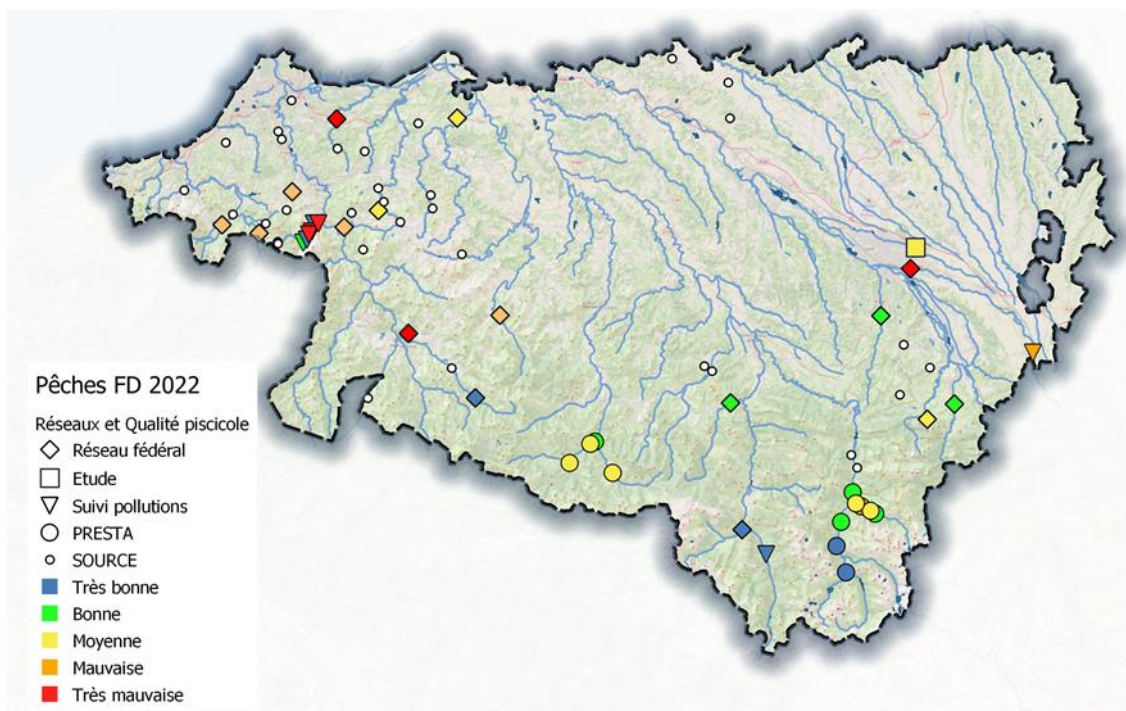 Pêches FD 2022
Réseaux et Qualité piscicole
Réseau fédéral
Etude
Suivi pollutions
PRESTA
SOURCE
Très bonne
Bonne
Moyenne
Mauvaise
Très mauvaise